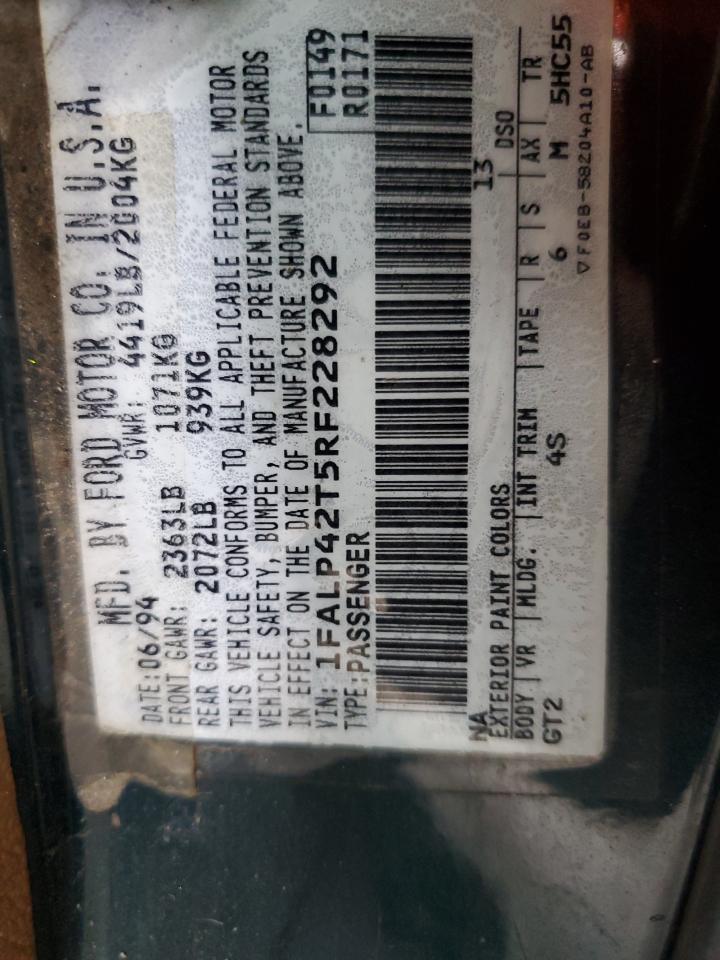 MFD. BY FORD MOTOR CO. IN U.S.A.
DATE:06/94 GVWR: 4419LB/2004KG
FRONT GAWR: 2363LB 1071KG
REAR GAWR: 2072LB 939KG
THIS VEHICLE CONFORMS TO ALL APPLICABLE FEDERAL MOTOR
VEHICLE SAFETY, BUMPER, AND THEFT PREVENTION STANDARDS
IN EFFECT ON THE DATE OF MANUFACTURE SHOWN ABOVE.
VIN: 1FALP42T5RF228292 F0149
TYPE:PASSENGER R0171
NA 13
EXTERIOR PAINT COLORS DSO
BODY | VR | MLDG. | INT TRIM | TAPE | R | S | AX | TR
GT2 4S 6 M 5HC55
▽F0EB-58204A10-AB